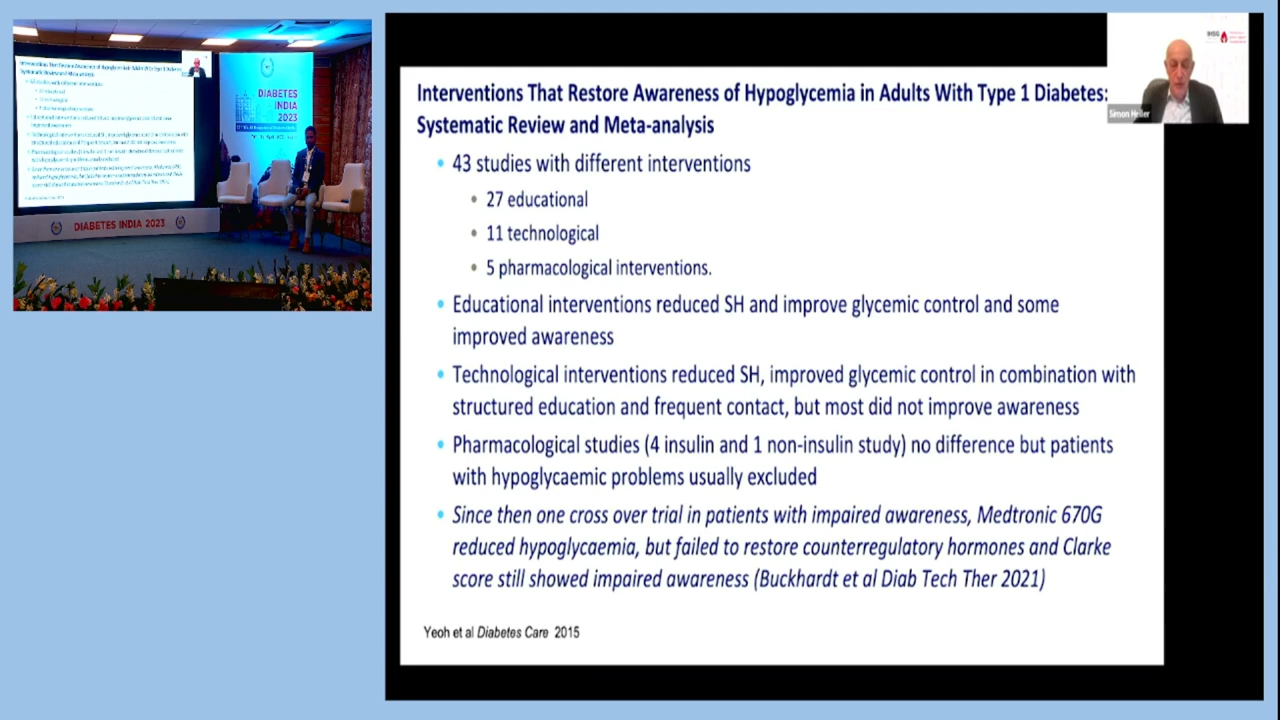 Interventions That Restore Awareness of Hypoglycemia in Adults With Type 1 Diabetes:
Systematic Review and Meta-analysis
• 43 studies with different interventions
• 27 educational
• 11 technological
• 5 pharmacological interventions.
• Educational interventions reduced SH and improve glycemic control and some
improved awareness
• Technological interventions reduced SH, improved glycemic control in combination with
structured education and frequent contact, but most did not improve awareness
• Pharmacological studies (4 insulin and 1 non-insulin study) no difference but patients
with hypoglycaemic problems usually excluded
• Since then one cross over trial in patients with impaired awareness, Medtronic 670G
reduced hypoglycaemia, but failed to restore counterregulatory hormones and Clarke
score still showed impaired awareness (Buckhardt et al Diab Tech Ther 2021)
Yeoh et al Diabetes Care 2015
Simon Heller
IHSG
DIABETES
INDIA
2023
DIABETES INDIA 2023